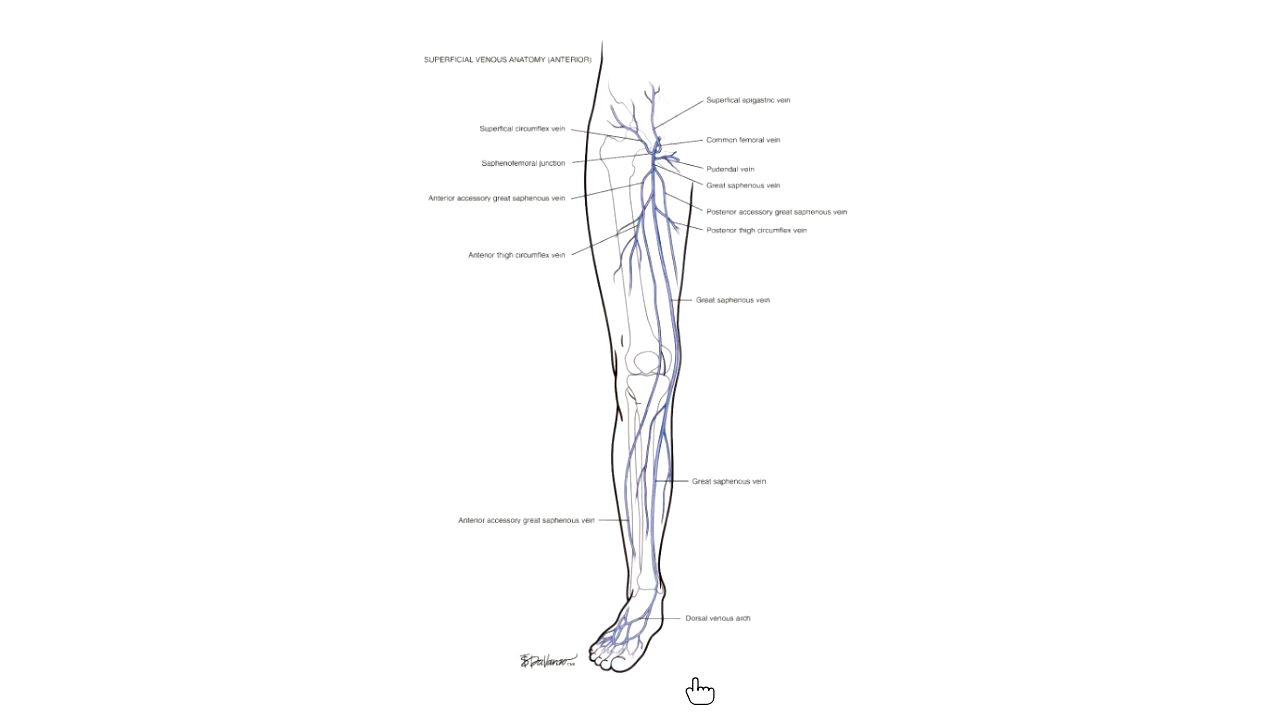 SUPERFICIAL VENOUS ANATOMY (ANTERIOR)
Superfical epigastric vein
Superfical circumflex vein
Common femoral vein
Saphenofemoral junction
Pudendal vein
Great saphenous vein
Anterior accessory great saphenous vein
Posterior accessory great saphenous vein
Posterior thigh circumflex vein
Anterior thigh circumflex vein
Great saphenous vein
Great saphenous vein
Anterior accessory great saphenous vein
Dorsal venous arch